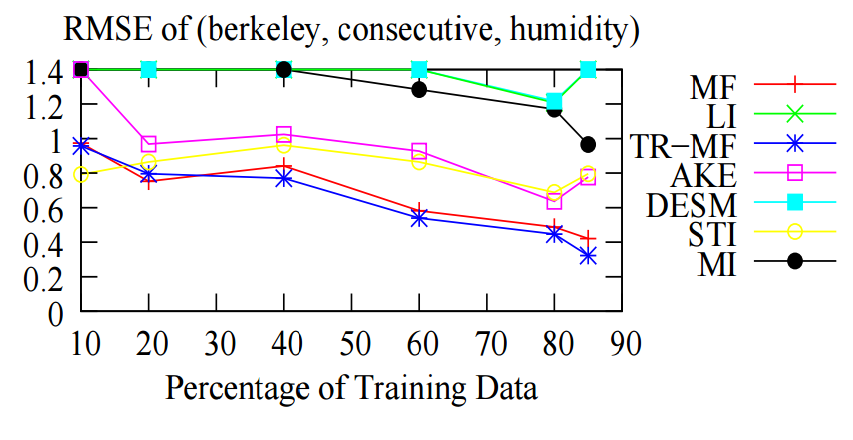 RMSE of (berkeley, consecutive, humidity)
1.4
1.2
1
0.8
0.6
0.4
0.2
0
10 20 30 40 50 60 70 80 90
Percentage of Training Data
MF
LI
TR-MF
AKE
DESM
STI
MI